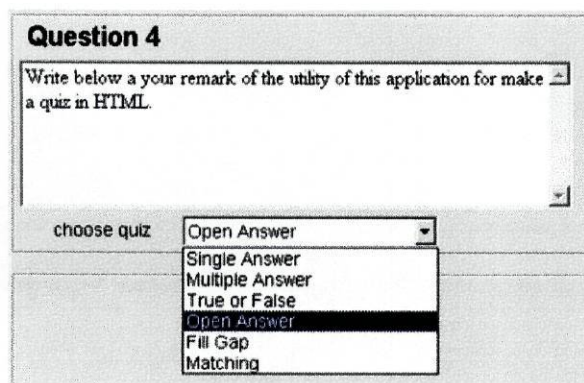 Question 4
Write below a your remark of the utility of this application for make
a quiz in HTML.
choose quiz Open Answer
Single Answer
Multiple Answer
True or False
Open Answer
Fill Gap
Matching